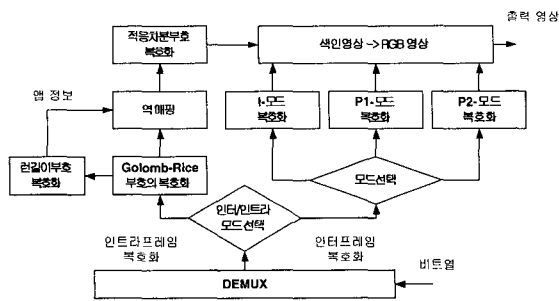 출력 영상
적응차분부호
복호화
색인영상 -> RGB 영상
맵 정보
역매핑
I-모드
복호화
P1-모드
복호화
P2-모드
복호화
런길이부호
복호화
Golomb-Rice
부호의 복호화
모드선택
인터/인트라
모드 선택
인트라프레임
복호화
인터프레임
복호화
비트열
DEMUX